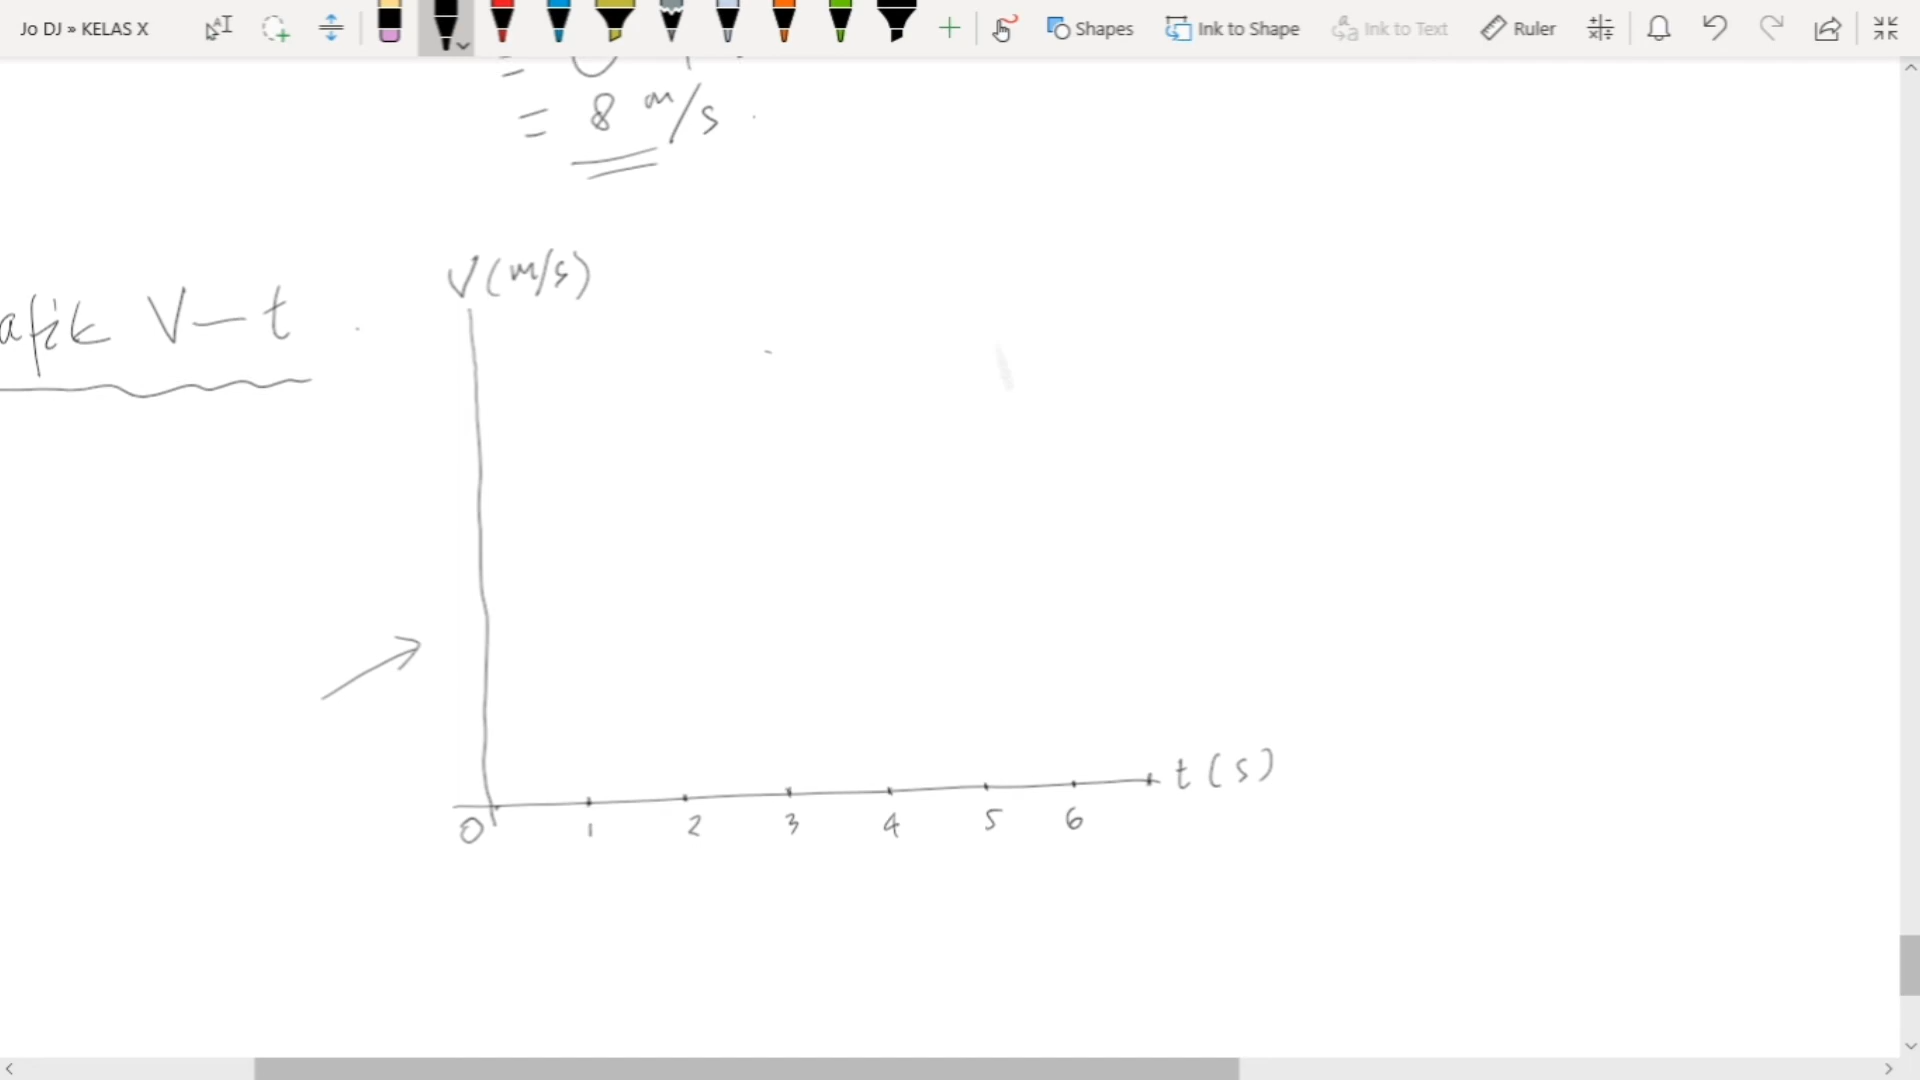 Jo DJ » KELAS X
Shapes
Ink to Shape
Ink to Text
Ruler
= 8 m/s
V (m/s)
afik V-t
t (s)
0 1 2 3 4 5 6